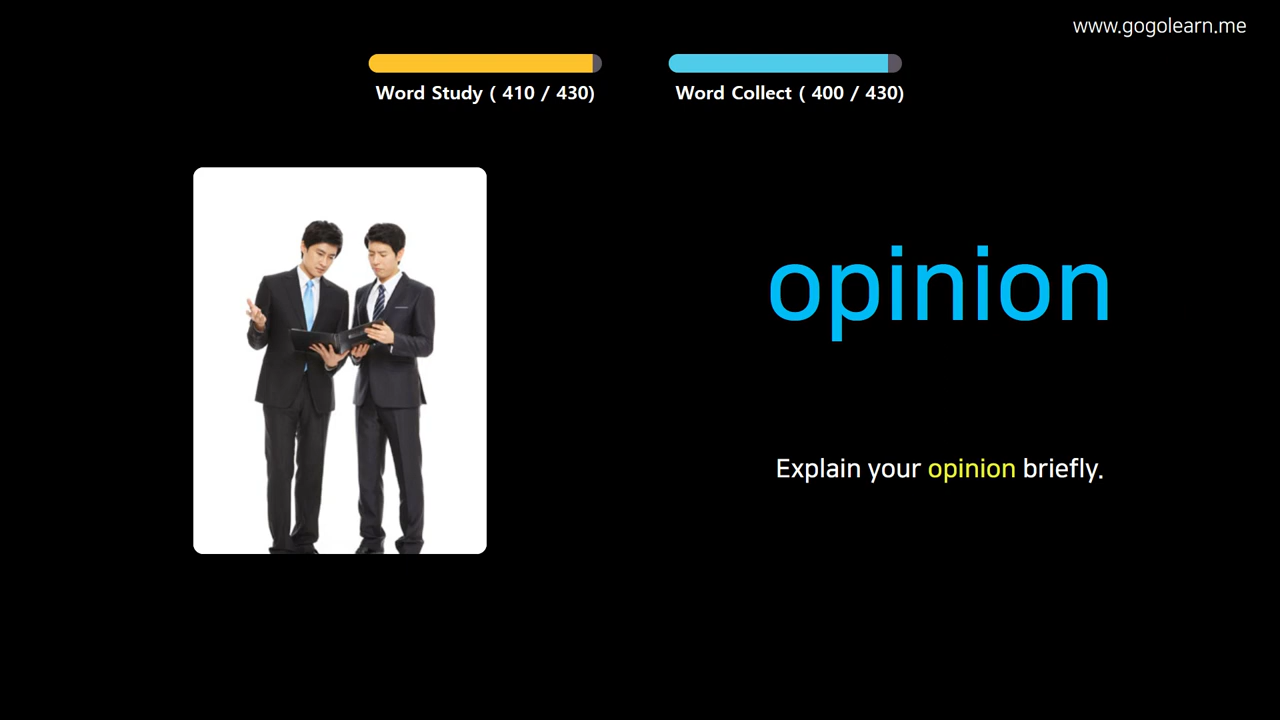 www.gogolearn.me
Word Study ( 410 / 430)
Word Collect ( 400 / 430)
opinion
Explain your opinion briefly.